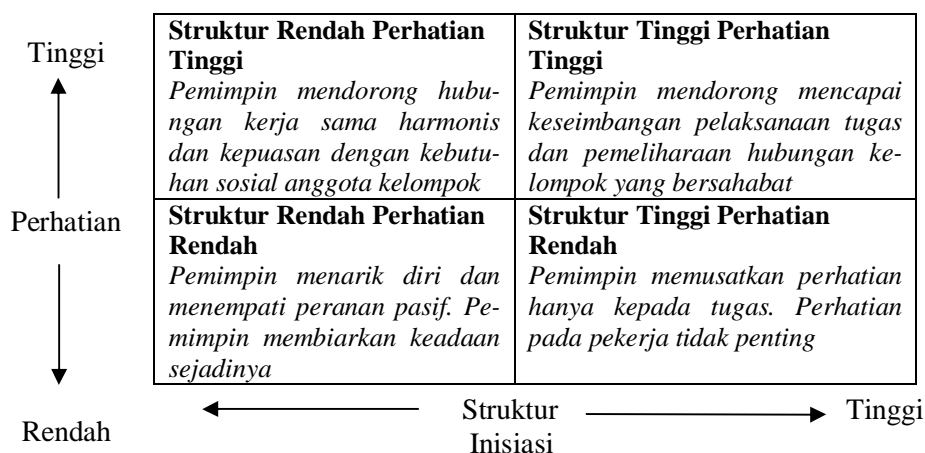 Tinggi
Perhatian
Rendah
Struktur Rendah Perhatian
Tinggi
Pemimpin mendorong hubu-
ngan kerja sama harmonis
dan kepuasan dengan kebutu-
han sosial anggota kelompok
Struktur Tinggi Perhatian
Tinggi
Pemimpin mendorong mencapai
keseimbangan pelaksanaan tugas
dan pemeliharaan hubungan ke-
lompok yang bersahabat
Struktur Rendah Perhatian
Rendah
Pemimpin menarik diri dan
menempati peranan pasif. Pe-
mimpin membiarkan keadaan
sejadinya
Struktur Tinggi Perhatian
Rendah
Pemimpin memusatkan perhatian
hanya kepada tugas. Perhatian
pada pekerja tidak penting
Struktur
Inisiasi
Tinggi